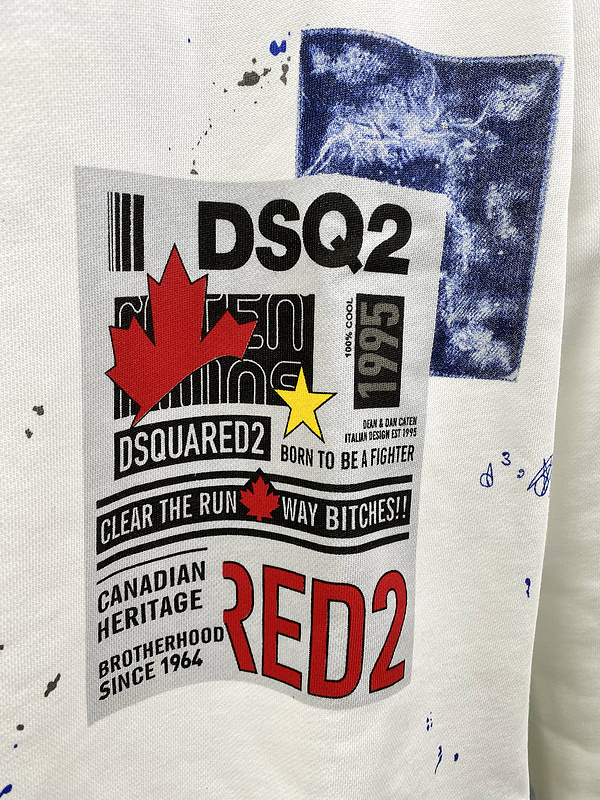 DSQ2
100% COOL
1995
DEAN & DAN CATEN
ITALIAN DESIGN EST 1995
DSQUARED2
BORN TO BE A FIGHTER
CLEAR THE RUN WAY BITCHES!!
CANADIAN
HERITAGE
BROTHERHOOD
SINCE 1964
RED2